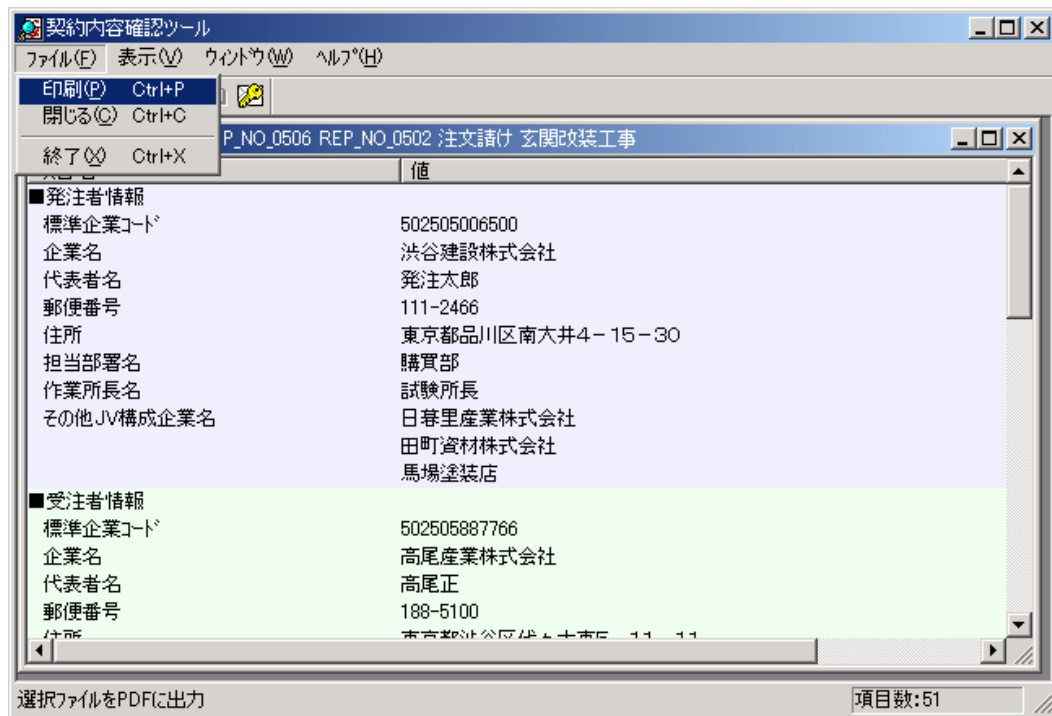 契約内容確認ツール
ファイル(F) 表示(V) ウィンドウ(W) ヘルプ(H)
印刷(P) Ctrl+P
閉じる(C) Ctrl+C
終了(X) Ctrl+X
P_NO_0506 REP_NO_0502 注文請け 玄関改装工事
値
■発注者情報
標準企業コード 502505006500
企業名 渋谷建設株式会社
代表者名 発注太郎
郵便番号 111-2466
住所 東京都品川区南大井4-15-30
担当部署名 購買部
作業所長名 試験所長
その他JV構成企業名 日暮里産業株式会社
田町資材株式会社
馬場塗装店
■受注者情報
標準企業コード 502505887766
企業名 高尾産業株式会社
代表者名 高尾正
郵便番号 188-5100
住所
選択ファイルをPDFに出力 項目数:51